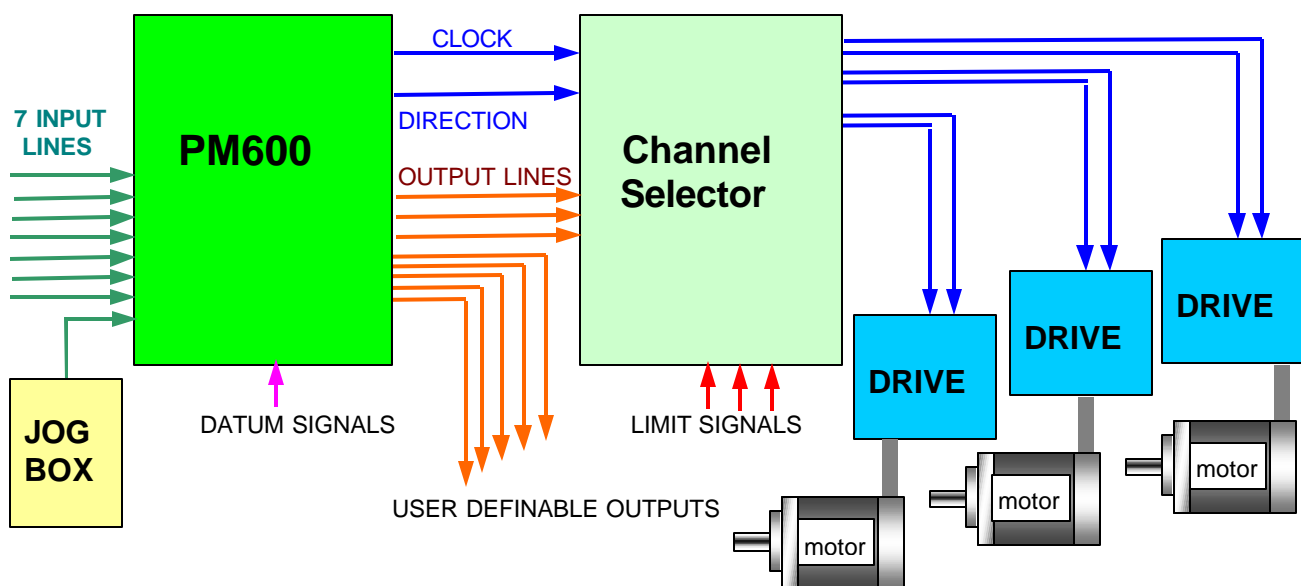 7 INPUT
LINES
PM600
CLOCK
DIRECTION
OUTPUT LINES
Channel
Selector
JOG
BOX
DATUM SIGNALS
USER DEFINABLE OUTPUTS
LIMIT SIGNALS
DRIVE
DRIVE
DRIVE
motor
motor
motor